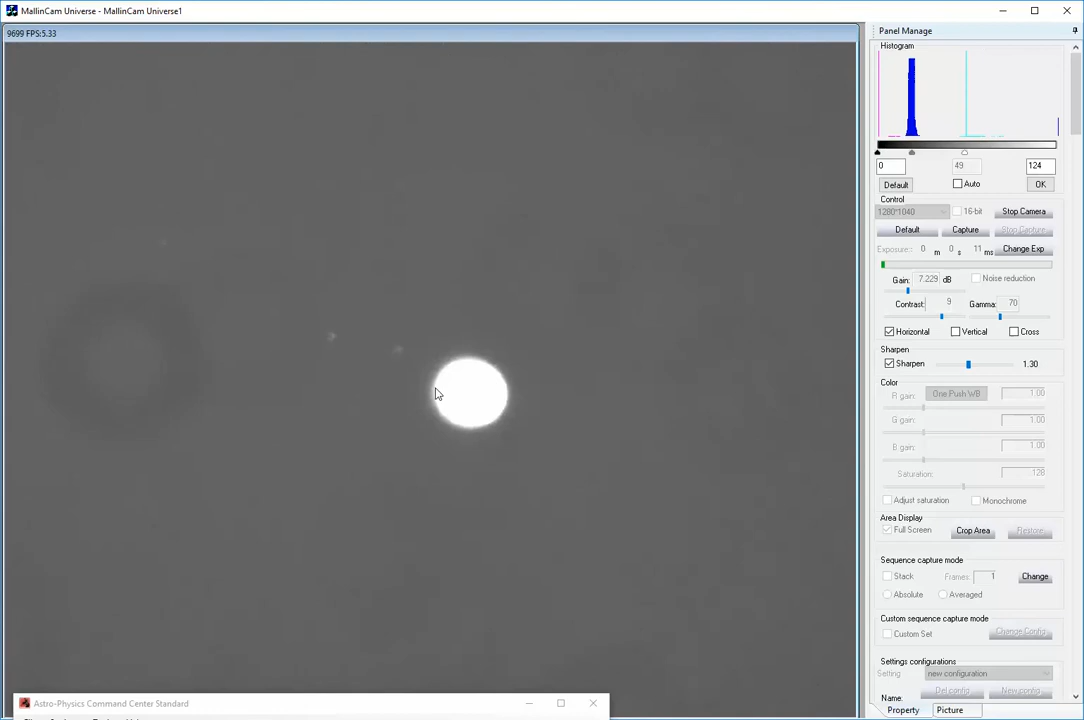 MallinCam Universe - MallinCam Universe1
9699 FPS:5.33
Panel Manage
Histogram
0 49 124
Default Auto OK
Control
1280*1040 16-bit Stop Camera
Default Capture Stop Capture
Exposure:: 0 m 0 s 11 ms Change Exp
Gain: 7.229 dB Noise reduction
Contrast: 9 Gamma: 70
Horizontal Vertical Cross
Sharpen
Sharpen 1.30
Color
R gain: One Push WB 1.00
G gain: 1.00
B gain: 1.00
Saturation: 128
Adjust saturation Monochrome
Area Display
Full Screen Crop Area Restore
Sequence capture mode
Stack Frames: 1 Change
Absolute Averaged
Custom sequence capture mode
Custom Set Change Config
Settings configurations
Setting new configuration
Name: Del config New config
Property Picture
Astro-Physics Command Center Standard